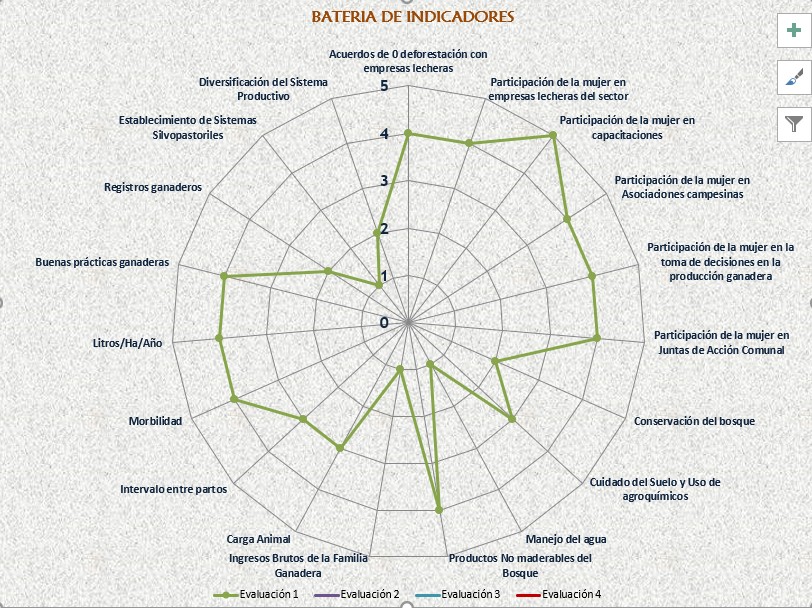 BATERIA DE INDICADORES
Acuerdos de 0 deforestación con
empresas lecheras
Participación de la mujer en
empresas lecheras del sector
Participación de la mujer en
capacitaciones
Participación de la mujer en
Asociaciones campesinas
Participación de la mujer en la
toma de decisiones en la
producción ganadera
Participación de la mujer en
Juntas de Acción Comunal
Conservación del bosque
Cuidado del Suelo y Uso de
agroquímicos
Manejo del agua
Productos No maderables del
Bosque
Ingresos Brutos de la Familia
Ganadera
Carga Animal
Intervalo entre partos
Morbilidad
Litros/Ha/Año
Buenas prácticas ganaderas
Registros ganaderos
Establecimiento de Sistemas
Silvopastoriles
Diversificación del Sistema
Productivo
5
4
3
2
1
0
Evaluación 1
Evaluación 2
Evaluación 3
Evaluación 4